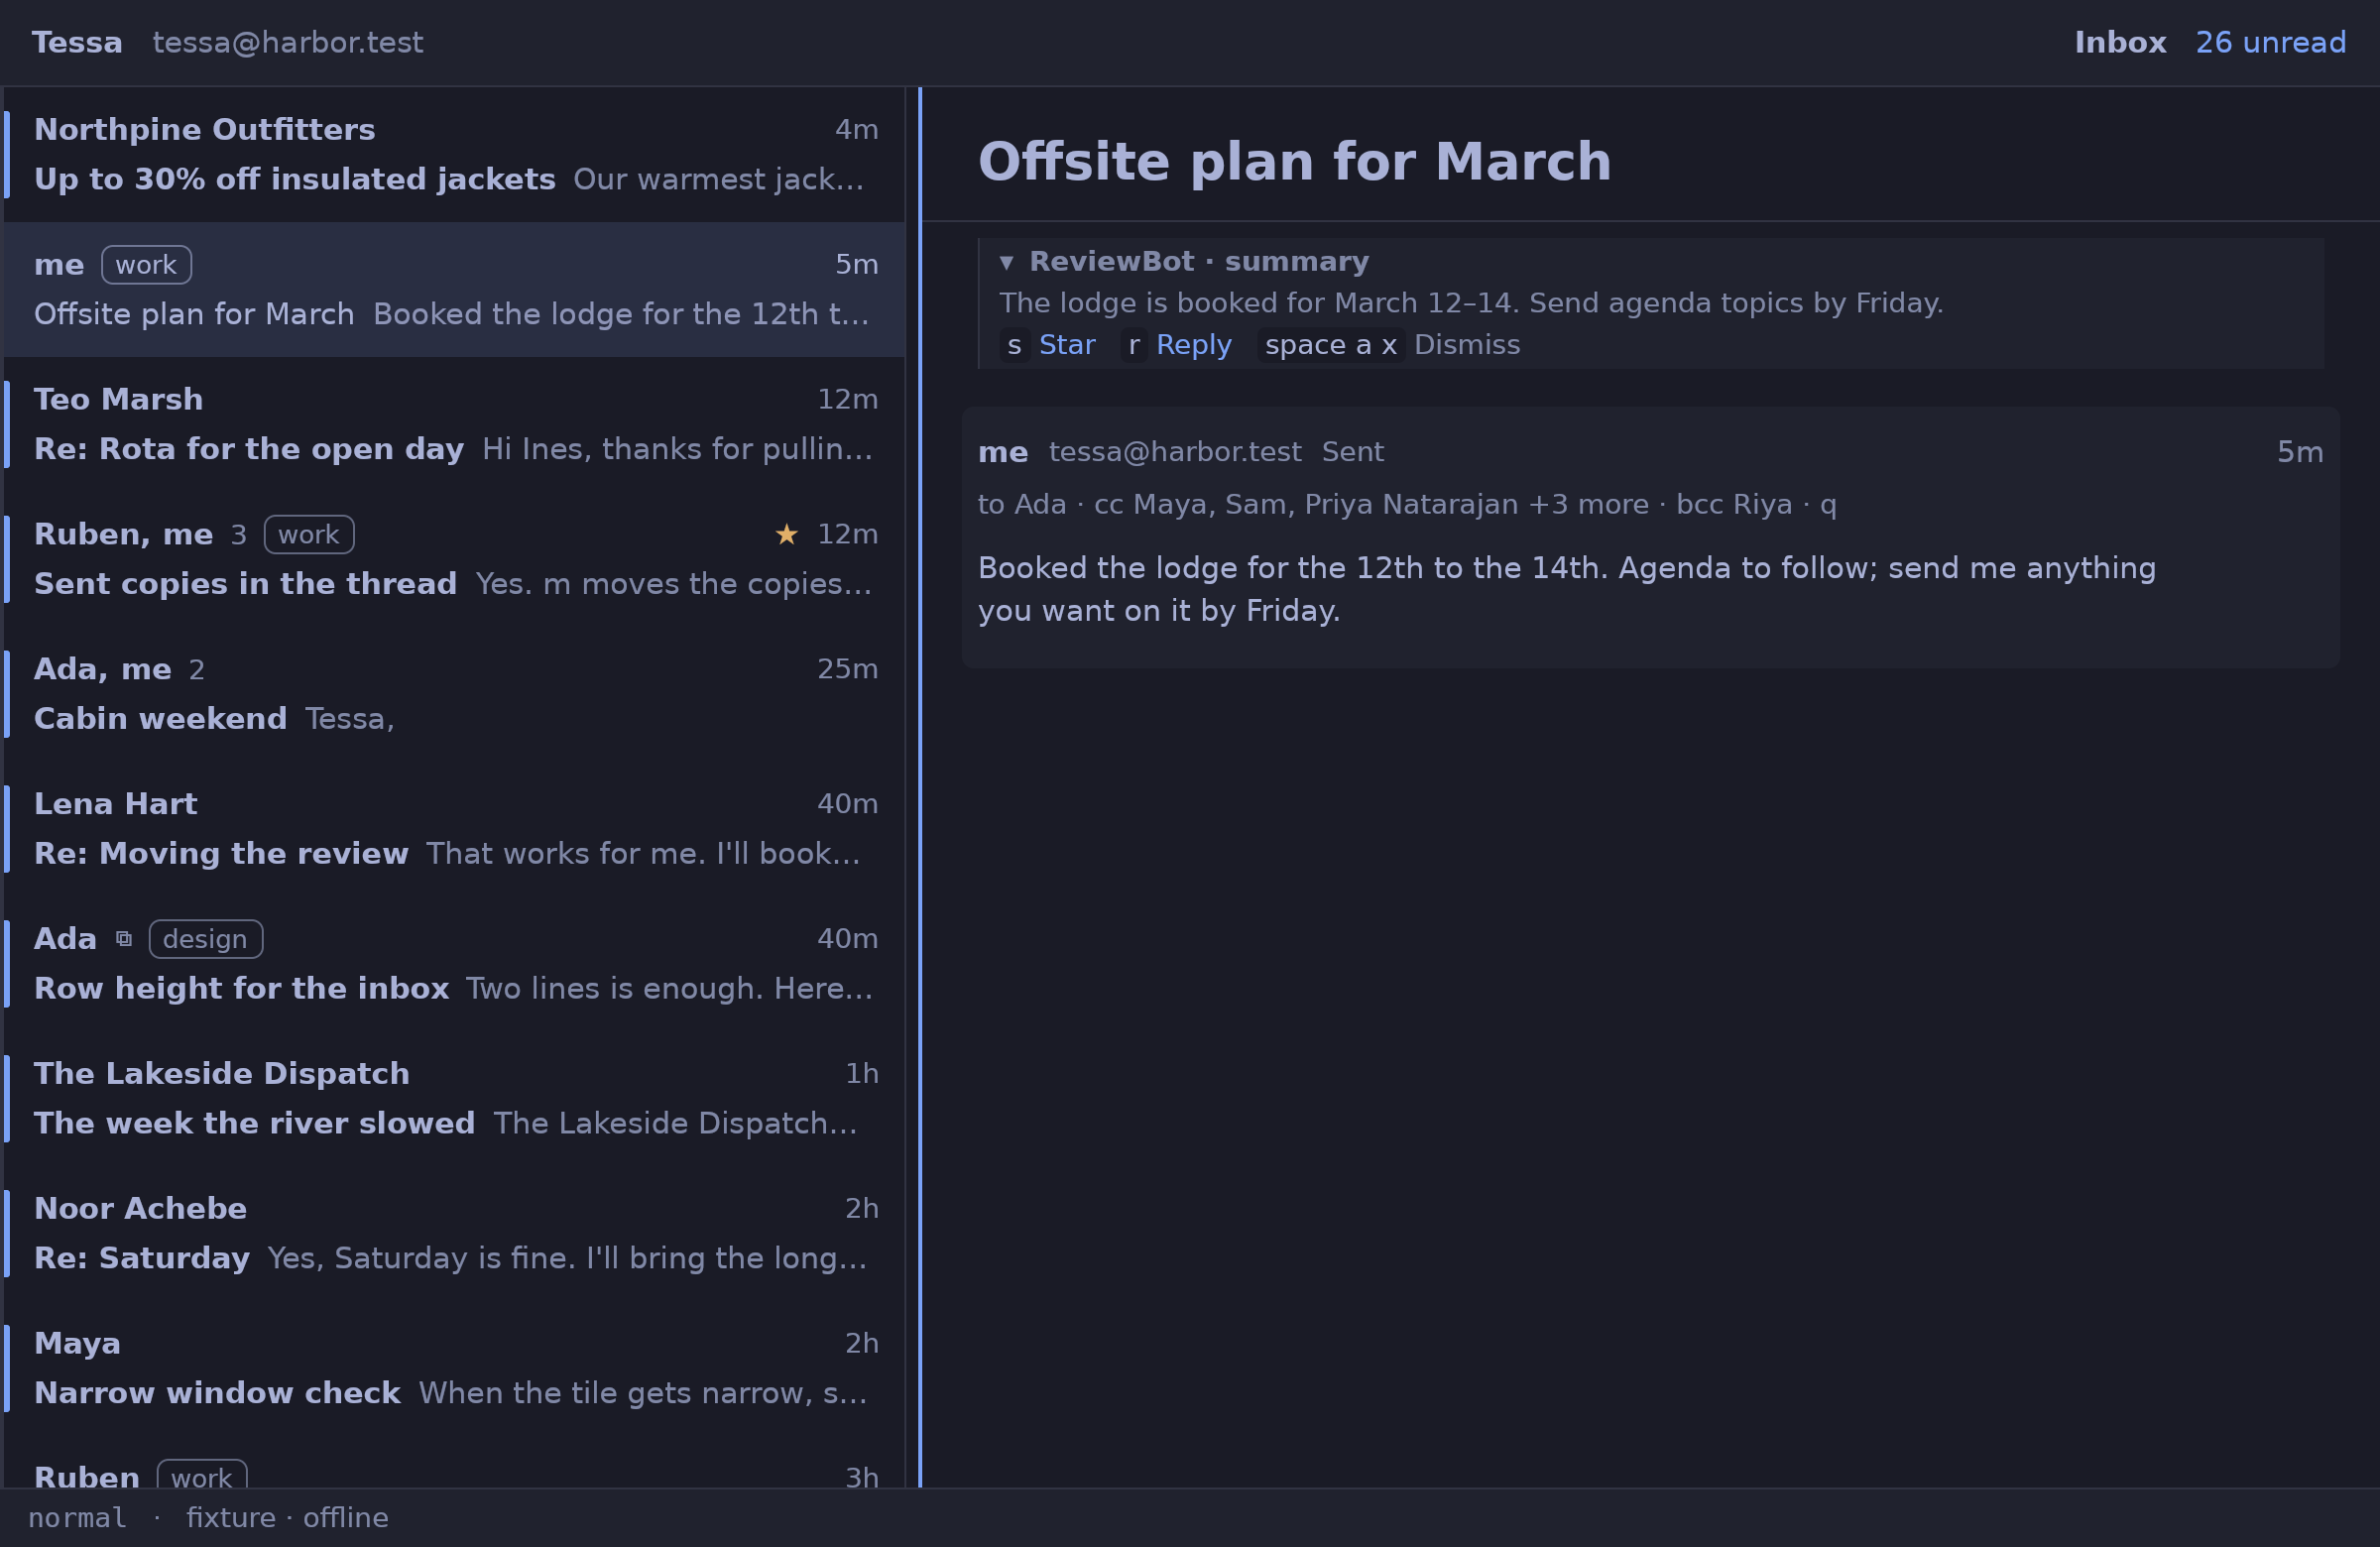 Tessa tessa@harbor.test
Inbox 26 unread
Northpine Outfitters 4m
Up to 30% off insulated jackets Our warmest jack…
me work 5m
Offsite plan for March Booked the lodge for the 12th t…
Teo Marsh 12m
Re: Rota for the open day Hi Ines, thanks for pullin…
Ruben, me 3 work ★ 12m
Sent copies in the thread Yes. m moves the copies…
Ada, me 2 25m
Cabin weekend Tessa,
Lena Hart 40m
Re: Moving the review That works for me. I'll book…
Ada design 40m
Row height for the inbox Two lines is enough. Here…
The Lakeside Dispatch 1h
The week the river slowed The Lakeside Dispatch…
Noor Achebe 2h
Re: Saturday Yes, Saturday is fine. I'll bring the long…
Maya 2h
Narrow window check When the tile gets narrow, s…
Ruben work 3h
Offsite plan for March
▾ ReviewBot · summary
The lodge is booked for March 12–14. Send agenda topics by Friday.
s Star r Reply space a x Dismiss
me tessa@harbor.test Sent 5m
to Ada · cc Maya, Sam, Priya Natarajan +3 more · bcc Riya · q
Booked the lodge for the 12th to the 14th. Agenda to follow; send me anything
you want on it by Friday.
normal · fixture · offline